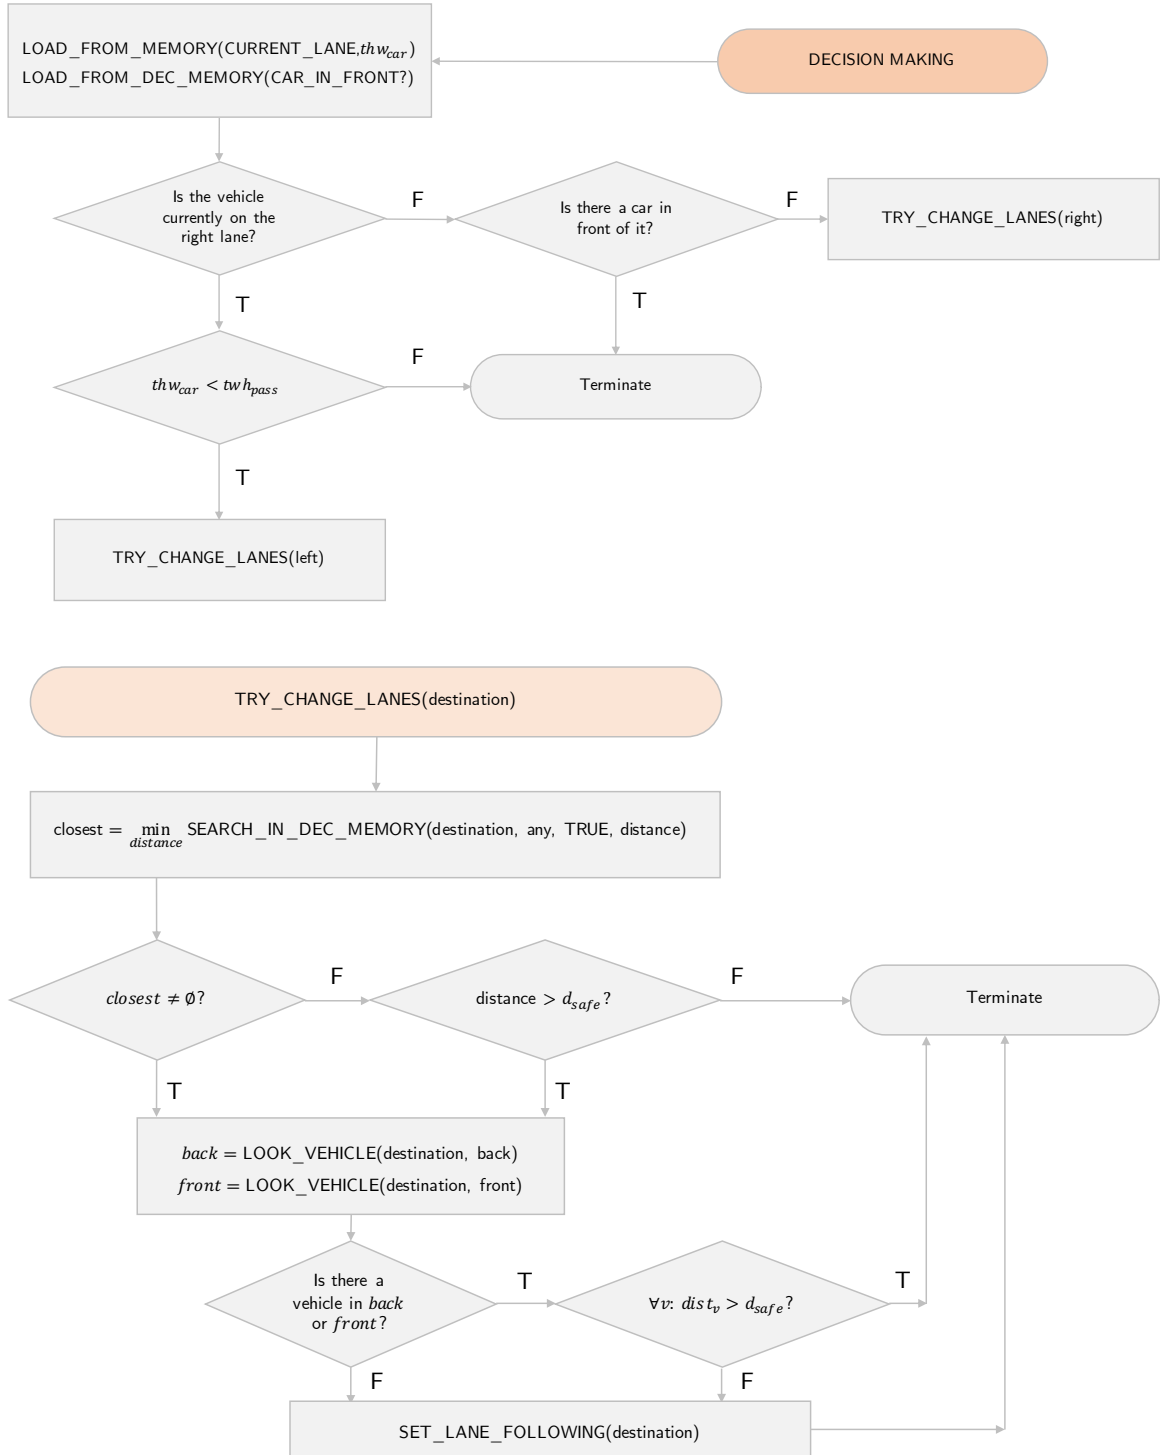 LOAD_FROM_MEMORY(CURRENT_LANE,thw_car)
LOAD_FROM_DEC_MEMORY(CAR_IN_FRONT?)
DECISION MAKING
Is the vehicle
currently on the
right lane?
F
Is there a car in
front of it?
F
TRY_CHANGE_LANES(right)
T
T
thw_car < twh_pass
F
Terminate
T
TRY_CHANGE_LANES(left)
TRY_CHANGE_LANES(destination)
closest = min SEARCH_IN_DEC_MEMORY(destination, any, TRUE, distance)
distance
closest ≠ ∅?
F
distance > d_safe?
F
Terminate
T
T
back = LOOK_VEHICLE(destination, back)
front = LOOK_VEHICLE(destination, front)
Is there a
vehicle in back
or front?
T
∀v: dist_v > d_safe?
T
F
F
SET_LANE_FOLLOWING(destination)